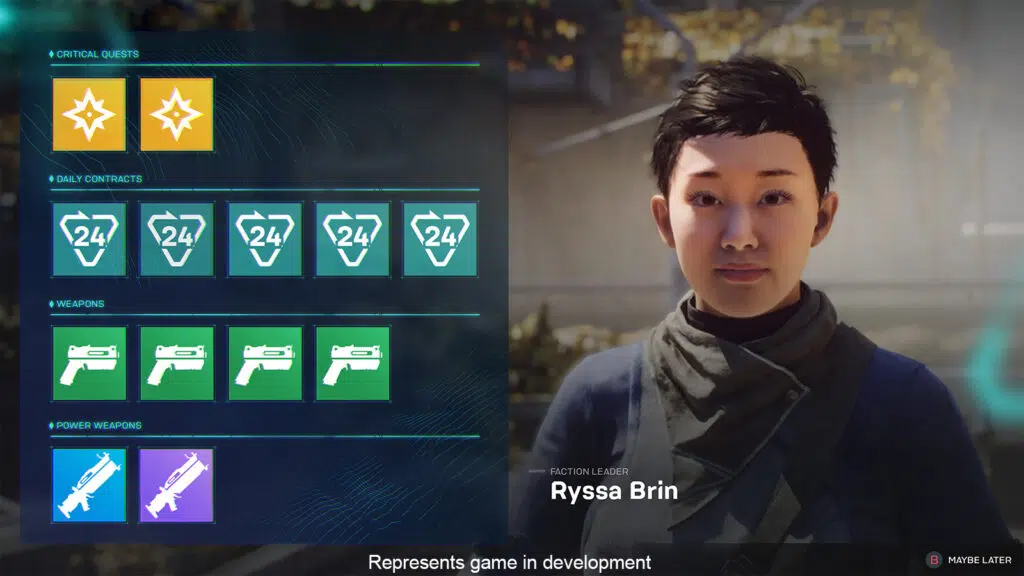 CRITICAL QUESTS
DAILY CONTRACTS
24 24 24 24 24
WEAPONS
POWER WEAPONS
FACTION LEADER
Ryssa Brin
Represents game in development
B MAYBE LATER